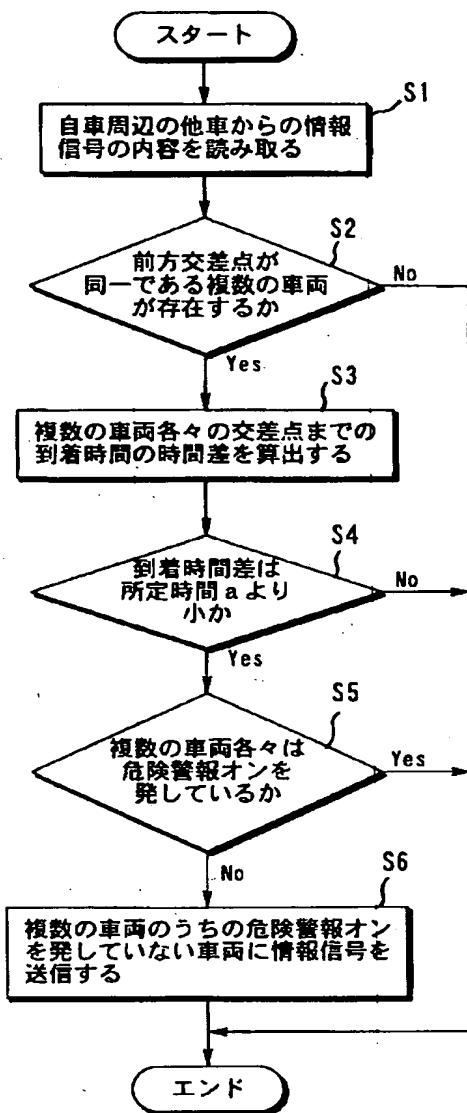 スタート
S1
自車周辺の他車からの情報
信号の内容を読み取る
S2
前方交差点が
同一である複数の車両
が存在するか
No
Yes
S3
複数の車両各々の交差点までの
到着時間の時間差を算出する
S4
到着時間差は
所定時間aより
小か
No
Yes
S5
複数の車両各々は
危険警報オンを
発しているか
Yes
No
S6
複数の車両のうちの危険警報オン
を発していない車両に情報信号を
送信する
エンド